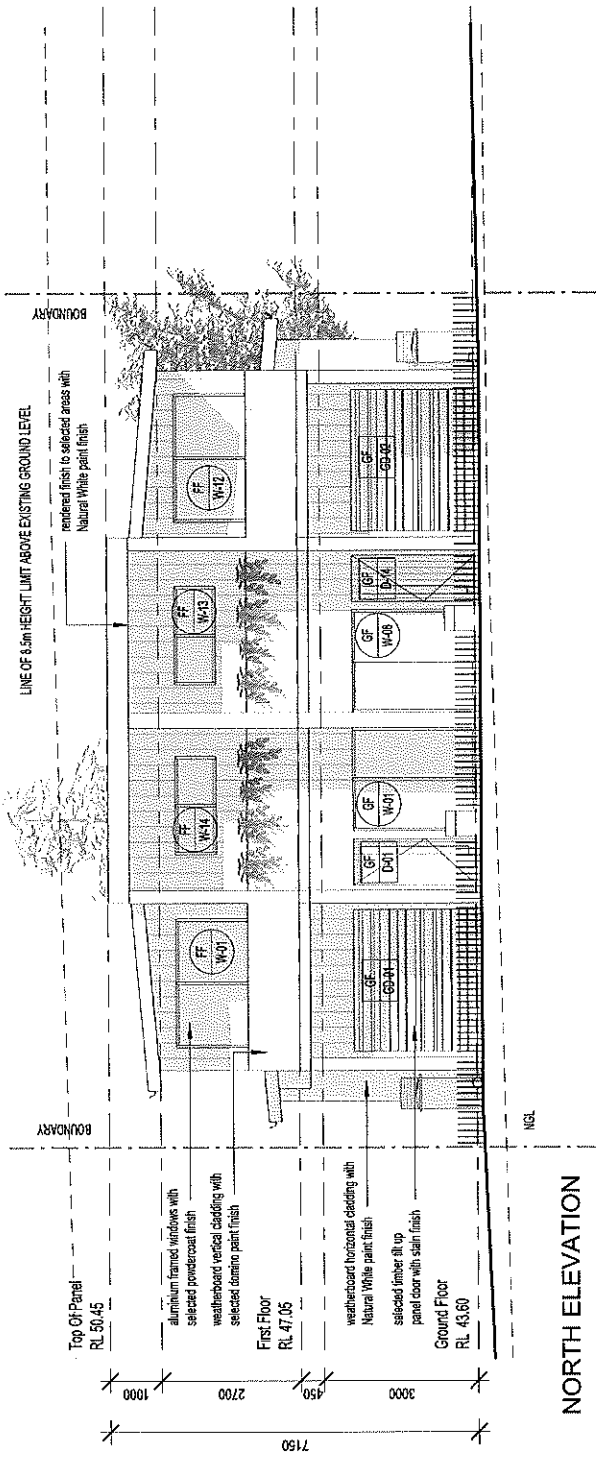 LINE OF 8.5m HEIGHT LIMIT ABOVE EXISTING GROUND LEVEL
BOUNDARY
BOUNDARY
rendered finish to selected areas with
Natural White paint finish
Top Of Panel
RL 50.45
aluminium framed windows with
selected powdercoat finish
weatherboard vertical cladding with
selected domino paint finish
First Floor
RL 47.05
weatherboard horizontal cladding with
Natural White paint finish
selected timber tilt up
panel door with stain finish
Ground Floor
RL 43.60
1000
2700
450
3000
7150
FF
W-01
FF
W-14
FF
W-13
FF
W-12
GF
GD-01
GF
D-01
GF
W-01
GF
W-08
GF
D-14
GF
GD-02
NGL
NORTH ELEVATION